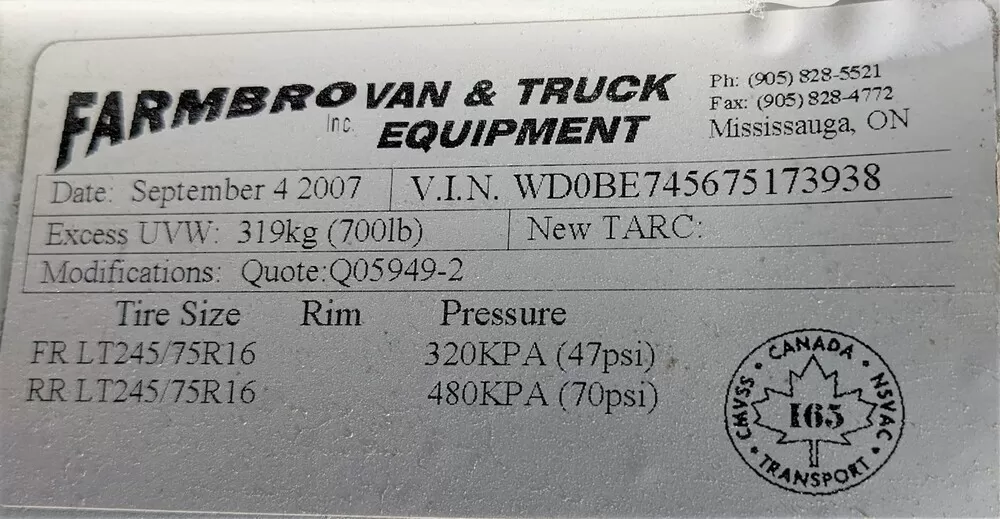 FARMBRO Inc. VAN & TRUCK EQUIPMENT
Ph: (905) 828-5521
Fax: (905) 828-4772
Mississauga, ON
Date: September 4 2007 V.I.N. WD0BE745675173938
Excess UVW: 319kg (700lb) New TARC:
Modifications: Quote:Q05949-2
Tire Size Rim Pressure
FR LT245/75R16 320KPA (47psi)
RR LT245/75R16 480KPA (70psi)
CMVSS • CANADA • NSVAC • TRANSPORT •
165